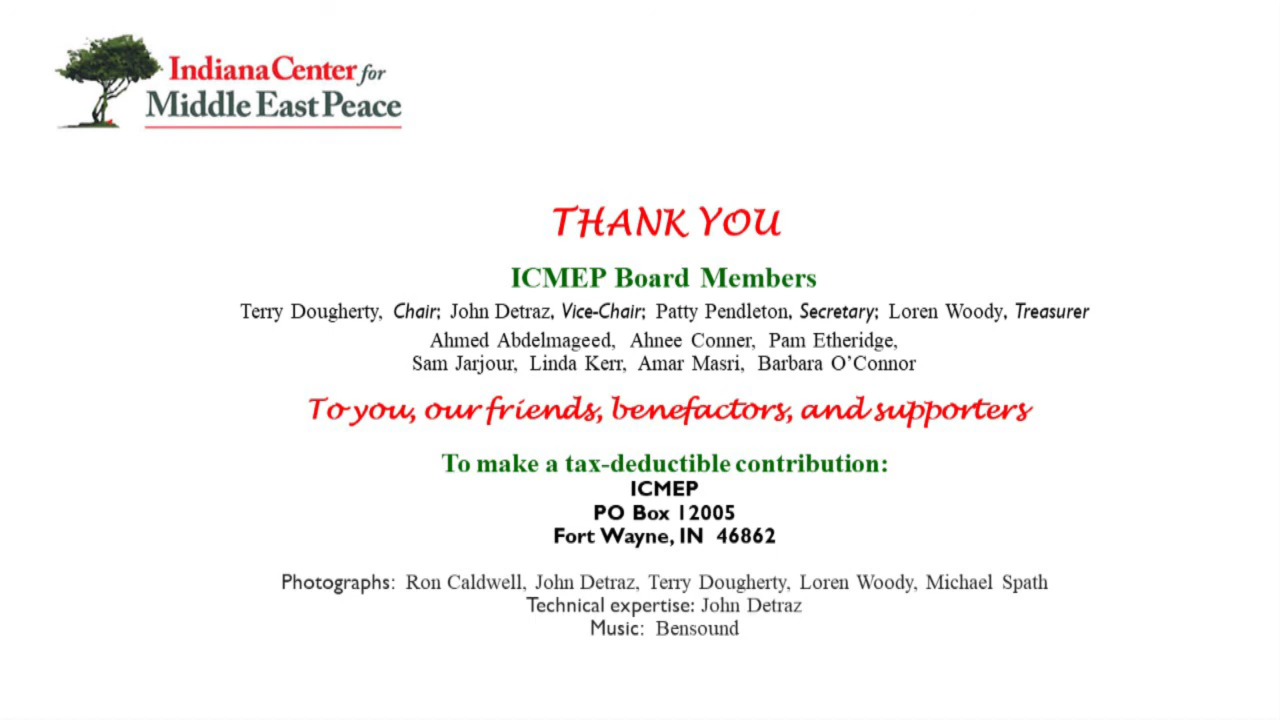 Indiana Center for
Middle East Peace
THANK YOU
ICMEP Board Members
Terry Dougherty, Chair; John Detraz, Vice-Chair; Patty Pendleton, Secretary; Loren Woody, Treasurer
Ahmed Abdelmageed, Ahnee Conner, Pam Etheridge,
Sam Jarjour, Linda Kerr, Amar Masri, Barbara O’Connor
To you, our friends, benefactors, and supporters
To make a tax-deductible contribution:
ICMEP
PO Box 12005
Fort Wayne, IN 46862
Photographs: Ron Caldwell, John Detraz, Terry Dougherty, Loren Woody, Michael Spath
Technical expertise: John Detraz
Music: Bensound